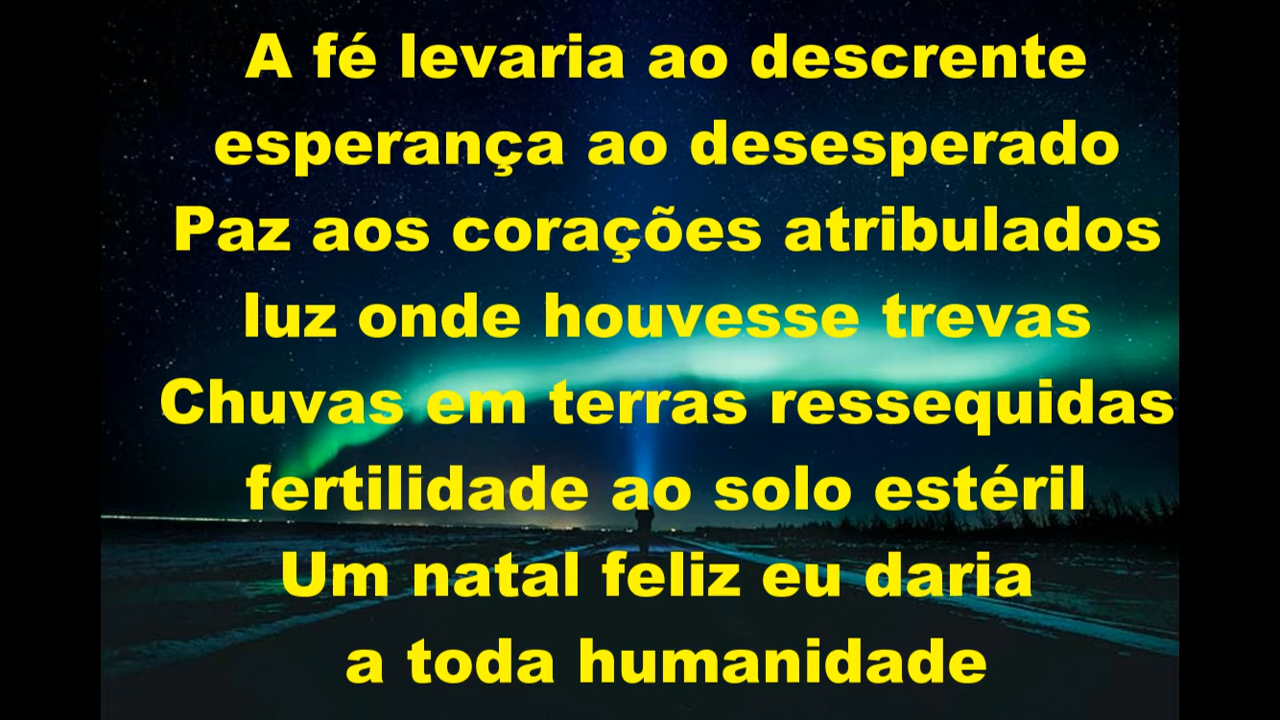 A fé levaria ao descrente
esperança ao desesperado
Paz aos corações atribulados
luz onde houvesse trevas
Chuvas em terras ressequidas
fertilidade ao solo estéril
Um natal feliz eu daria
a toda humanidade